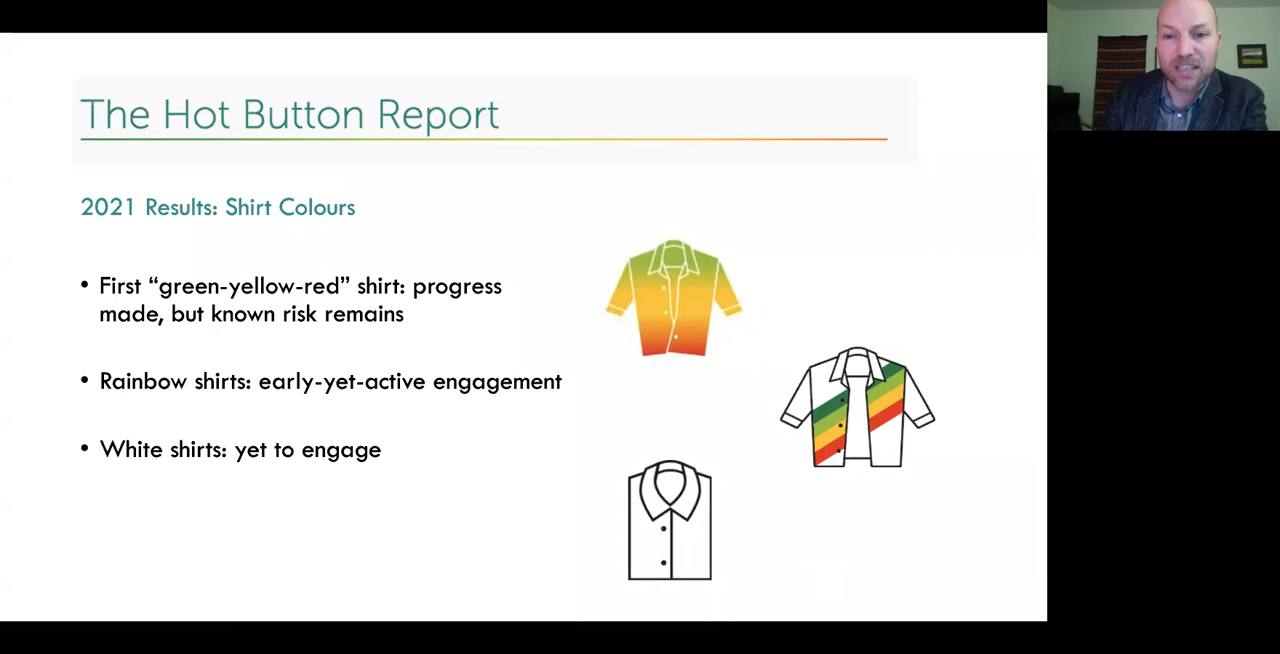 The Hot Button Report
2021 Results: Shirt Colours
• First “green-yellow-red” shirt: progress
made, but known risk remains
• Rainbow shirts: early-yet-active engagement
• White shirts: yet to engage